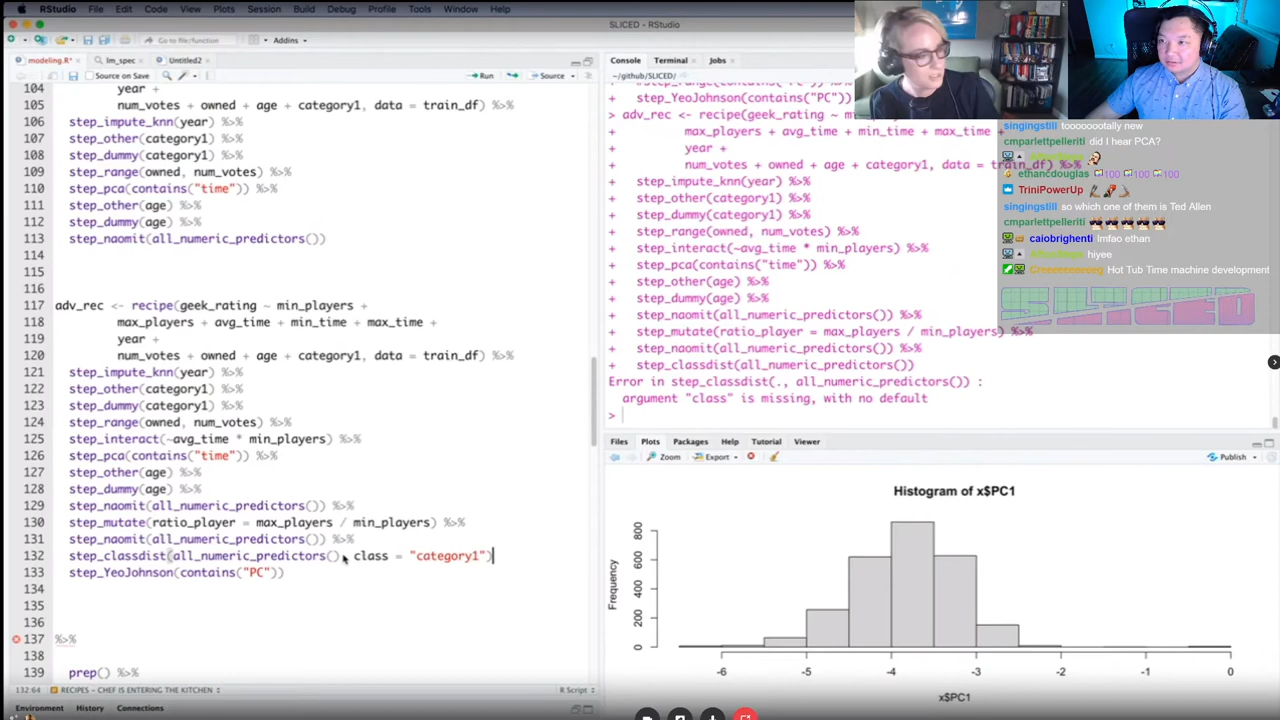 RStudio File Edit Code View Plots Session Build Debug Profile Tools Window Help
SLICED - RStudio
Go to file/function Addins
modeling.R* lm_spec Untitled2
Source on Save Run Source
104 year +
105 num_votes + owned + age + category1, data = train_df) %>%
106 step_impute_knn(year) %>%
107 step_other(category1) %>%
108 step_dummy(category1) %>%
109 step_range(owned, num_votes) %>%
110 step_pca(contains("time")) %>%
111 step_other(age) %>%
112 step_dummy(age) %>%
113 step_naomit(all_numeric_predictors())
114
115
116
117 adv_rec <- recipe(geek_rating ~ min_players +
118 max_players + avg_time + min_time + max_time +
119 year +
120 num_votes + owned + age + category1, data = train_df) %>%
121 step_impute_knn(year) %>%
122 step_other(category1) %>%
123 step_dummy(category1) %>%
124 step_range(owned, num_votes) %>%
125 step_interact(~avg_time * min_players) %>%
126 step_pca(contains("time")) %>%
127 step_other(age) %>%
128 step_dummy(age) %>%
129 step_naomit(all_numeric_predictors()) %>%
130 step_mutate(ratio_player = max_players / min_players) %>%
131 step_naomit(all_numeric_predictors()) %>%
132 step_classdist(all_numeric_predictors(), class = "category1")
133 step_YeoJohnson(contains("PC"))
134
135
136
137 %>%
138
139 prep() %>%
132:64 RECIPES - CHEF IS ENTERING THE KITCHEN R Script
Environment History Connections
Console Terminal Jobs
~/github/SLICED/
+ #step_YeoJohnson(contains("PC"))
> adv_rec <- recipe(geek_rating ~ m
+ max_players + avg_time + min_time + max_time +
+ year +
+ num_votes + owned + age + category1, data = train_df) %>%
+ step_impute_knn(year) %>%
+ step_other(category1) %>%
+ step_dummy(category1) %>%
+ step_range(owned, num_votes) %>%
+ step_interact(~avg_time * min_players) %>%
+ step_pca(contains("time")) %>%
+ step_other(age) %>%
+ step_dummy(age) %>%
+ step_naomit(all_numeric_predictors()) %>%
+ step_mutate(ratio_player = max_players / min_players) %>%
+ step_naomit(all_numeric_predictors()) %>%
+ step_classdist(all_numeric_predictors())
Error in step_classdist(., all_numeric_predictors()) :
argument "class" is missing, with no default
>
singingstill: toooooootally new
cmparlettpelleriti: did I hear PCA?
ethancdouglas: 100 100 100
TriniPowerUp
singingstill: so which one of them is Ted Allen
cmparlettpelleriti:
caiobrighenti: lmfao ethan
hiyee
Hot Tub Time machine development
SLICED
Files Plots Packages Help Tutorial Viewer
Zoom Export Publish
Histogram of x$PC1
Frequency
800
600
400
200
0
-6 -5 -4 -3 -2 -1 0
x$PC1